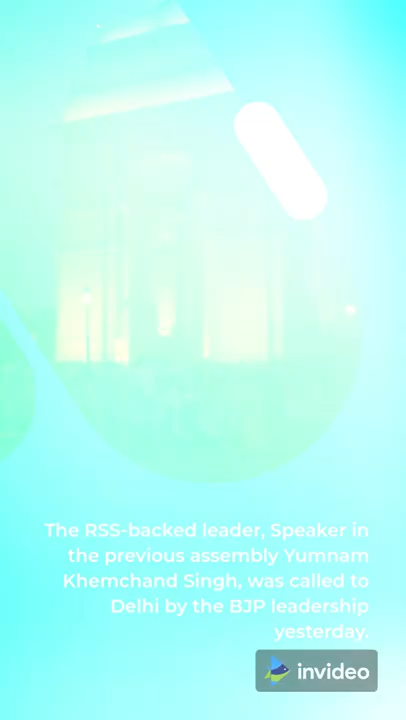 The RSS-backed leader, Speaker in
the previous assembly Yumnam
Khemchand Singh, was called to
Delhi by the BJP leadership
yesterday.
invideo